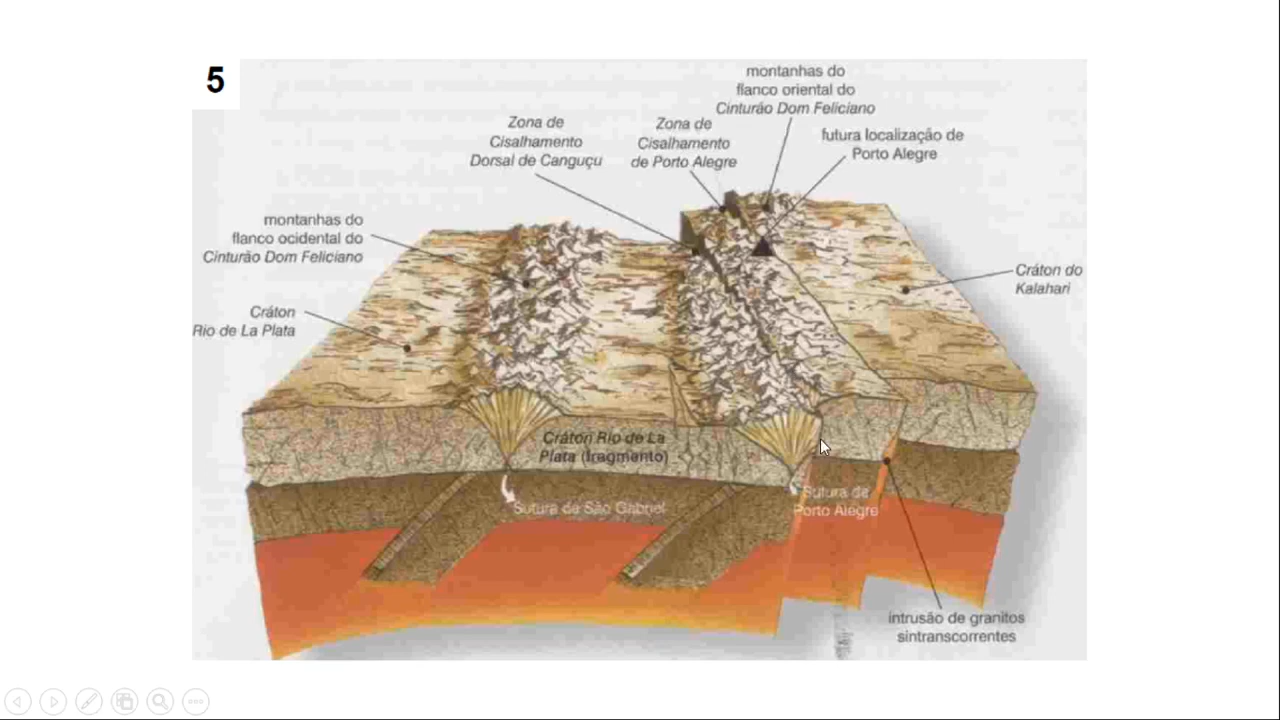 5
montanhas do
flanco oriental do
Cinturão Dom Feliciano
Zona de
Cisalhamento
Dorsal de Canguçu
Zona de
Cisalhamento
de Porto Alegre
futura localização de
Porto Alegre
montanhas do
flanco ocidental do
Cinturão Dom Feliciano
Cráton do
Kalahari
Cráton
Rio de La Plata
Cráton Rio de La
Plata (fragmento)
Sutura de São Gabriel
Sutura de
Porto Alegre
intrusão de granitos
sintranscorrentes